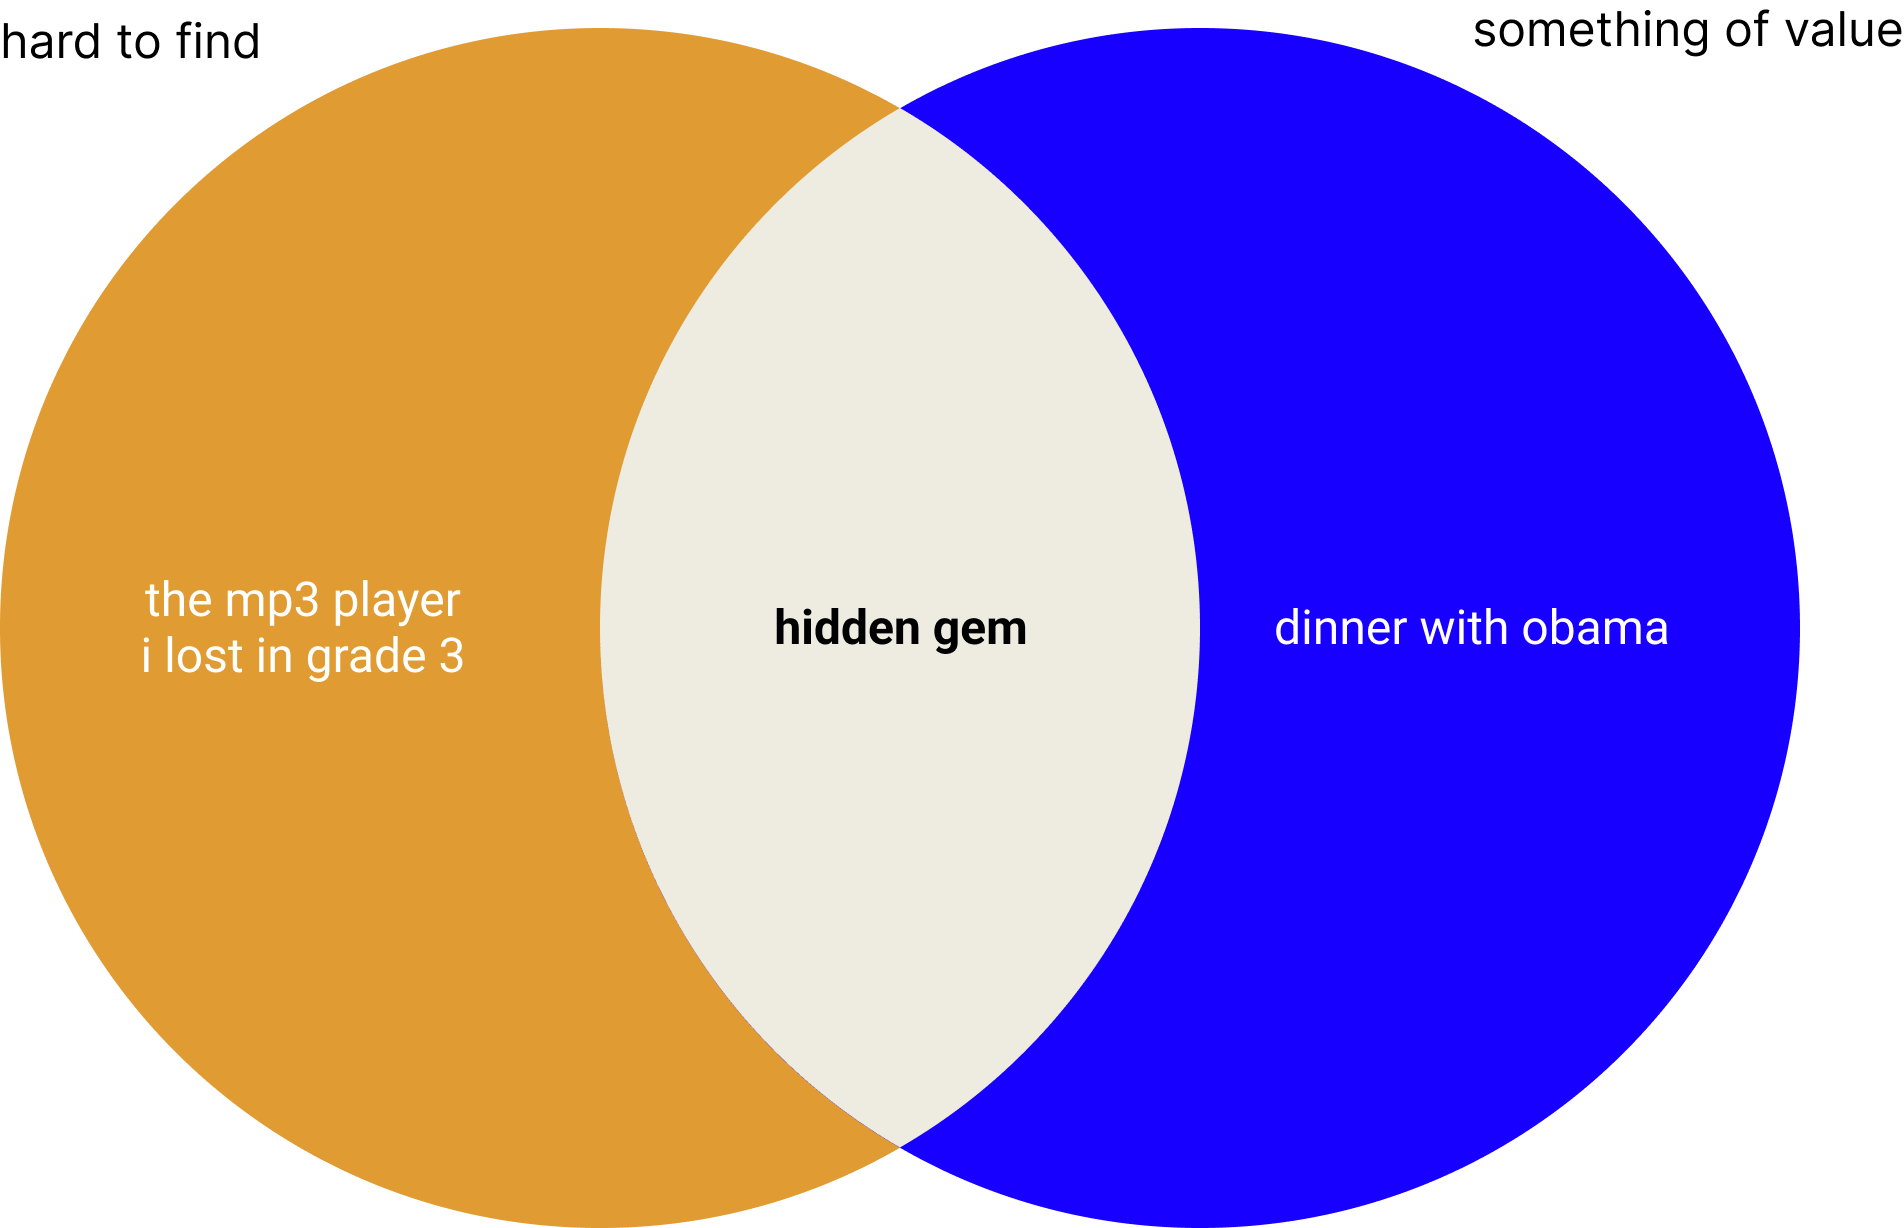 hard to find
something of value
the mp3 player
i lost in grade 3
hidden gem
dinner with obama